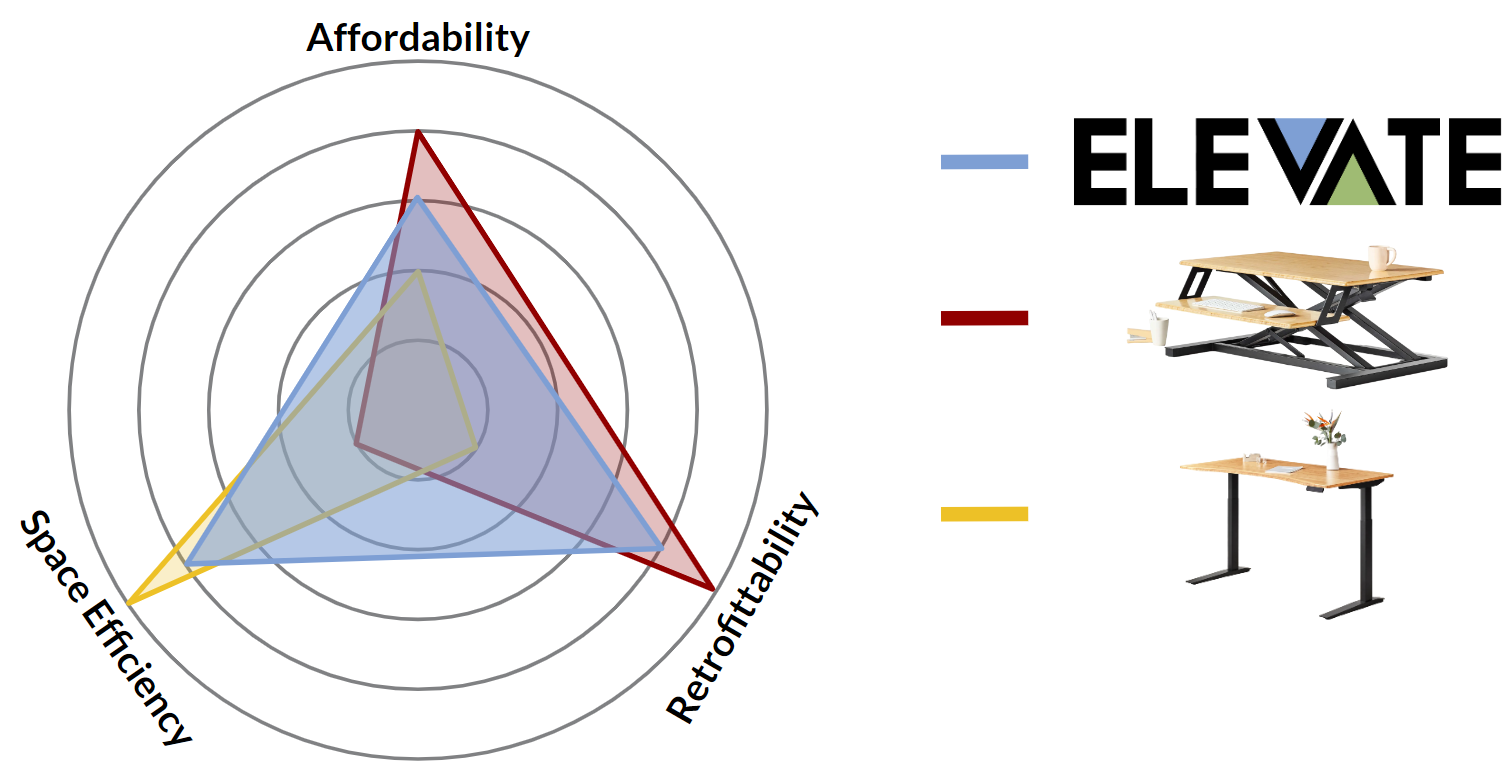 Affordability
ELEVATE
Space Efficiency
Retrofittability